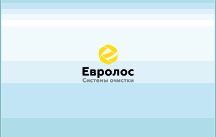 Евролос
Системы очистки